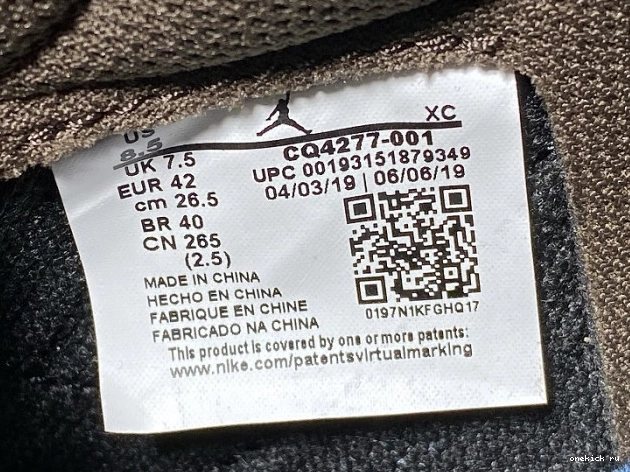 XC
US
8.5
UK 7.5
EUR 42
cm 26.5
BR 40
CN 265
(2.5)
CQ4277-001
UPC 00193151879349
04/03/19 | 06/06/19
0197N1KFGHQ17
MADE IN CHINA
HECHO EN CHINA
FABRIQUE EN CHINE
FABRICADO NA CHINA
This product is covered by one or more patents:
www.nike.com/patentsvirtualmarking
onekick ru